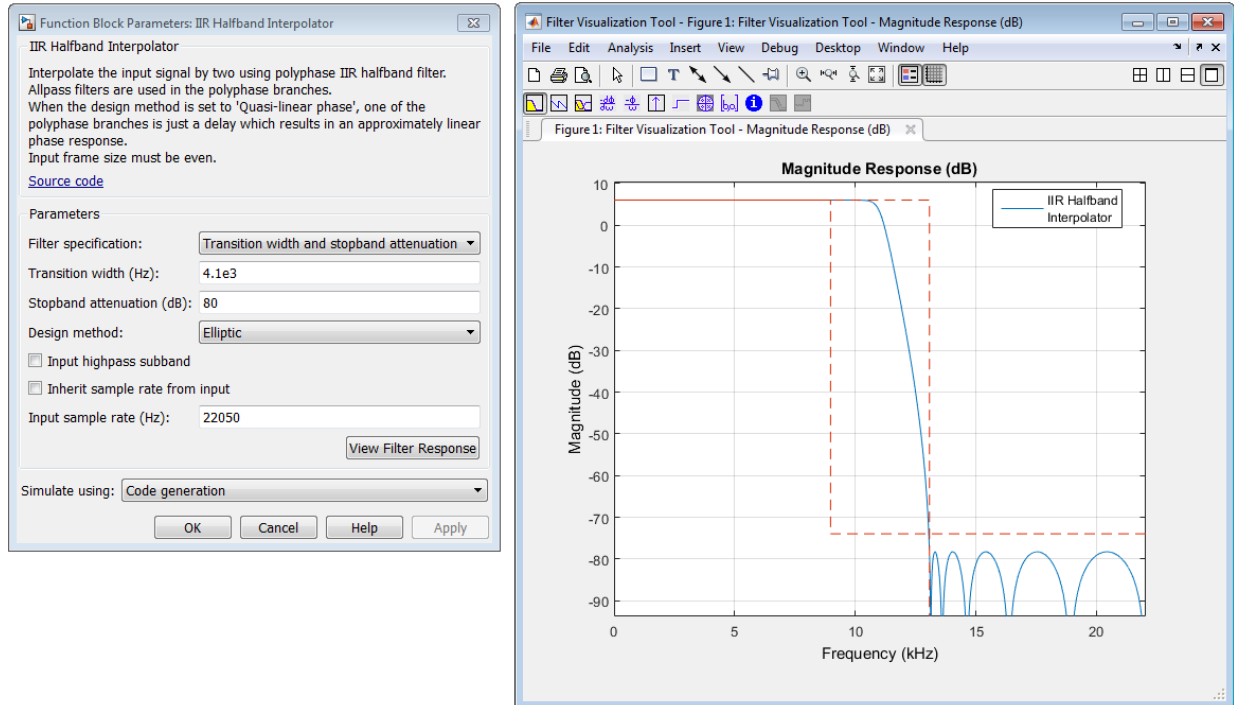 Function Block Parameters: IIR Halfband Interpolator
IIR Halfband Interpolator
Interpolate the input signal by two using polyphase IIR halfband filter.
Allpass filters are used in the polyphase branches.
When the design method is set to 'Quasi-linear phase', one of the
polyphase branches is just a delay which results in an approximately linear
phase response.
Input frame size must be even.
Source code
Parameters
Filter specification: Transition width and stopband attenuation
Transition width (Hz): 4.1e3
Stopband attenuation (dB): 80
Design method: Elliptic
Input highpass subband
Inherit sample rate from input
Input sample rate (Hz): 22050
View Filter Response
Simulate using: Code generation
OK Cancel Help Apply
Filter Visualization Tool - Figure 1: Filter Visualization Tool - Magnitude Response (dB)
File Edit Analysis Insert View Debug Desktop Window Help
Figure 1: Filter Visualization Tool - Magnitude Response (dB)
Magnitude Response (dB)
IIR Halfband
Interpolator
Magnitude (dB)
10
0
-10
-20
-30
-40
-50
-60
-70
-80
-90
0 5 10 15 20
Frequency (kHz)